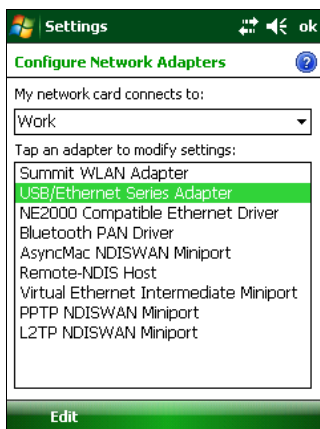 Settings
ok
Configure Network Adapters
?
My network card connects to:
Work
Tap an adapter to modify settings:
Summit WLAN Adapter
USB/Ethernet Series Adapter
NE2000 Compatible Ethernet Driver
Bluetooth PAN Driver
AsyncMac NDISWAN Miniport
Remote-NDIS Host
Virtual Ethernet Intermediate Miniport
PPTP NDISWAN Miniport
L2TP NDISWAN Miniport
Edit